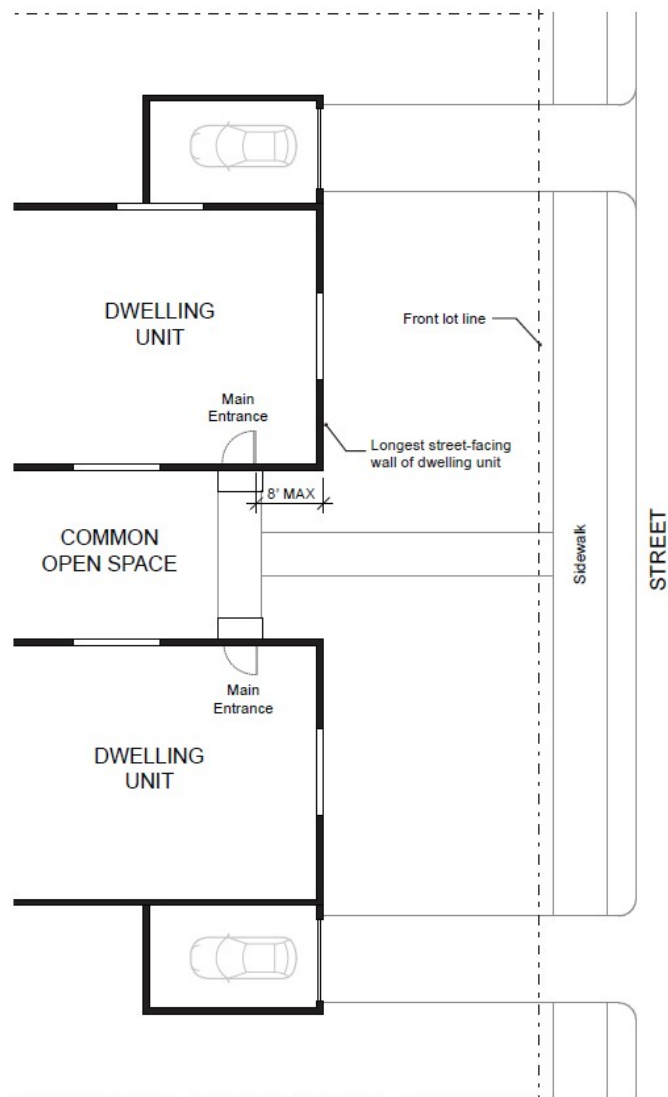 DWELLING
UNIT
Front lot line
Main
Entrance
Longest street-facing
wall of dwelling unit
8' MAX
COMMON
OPEN SPACE
Sidewalk
STREET
Main
Entrance
DWELLING
UNIT